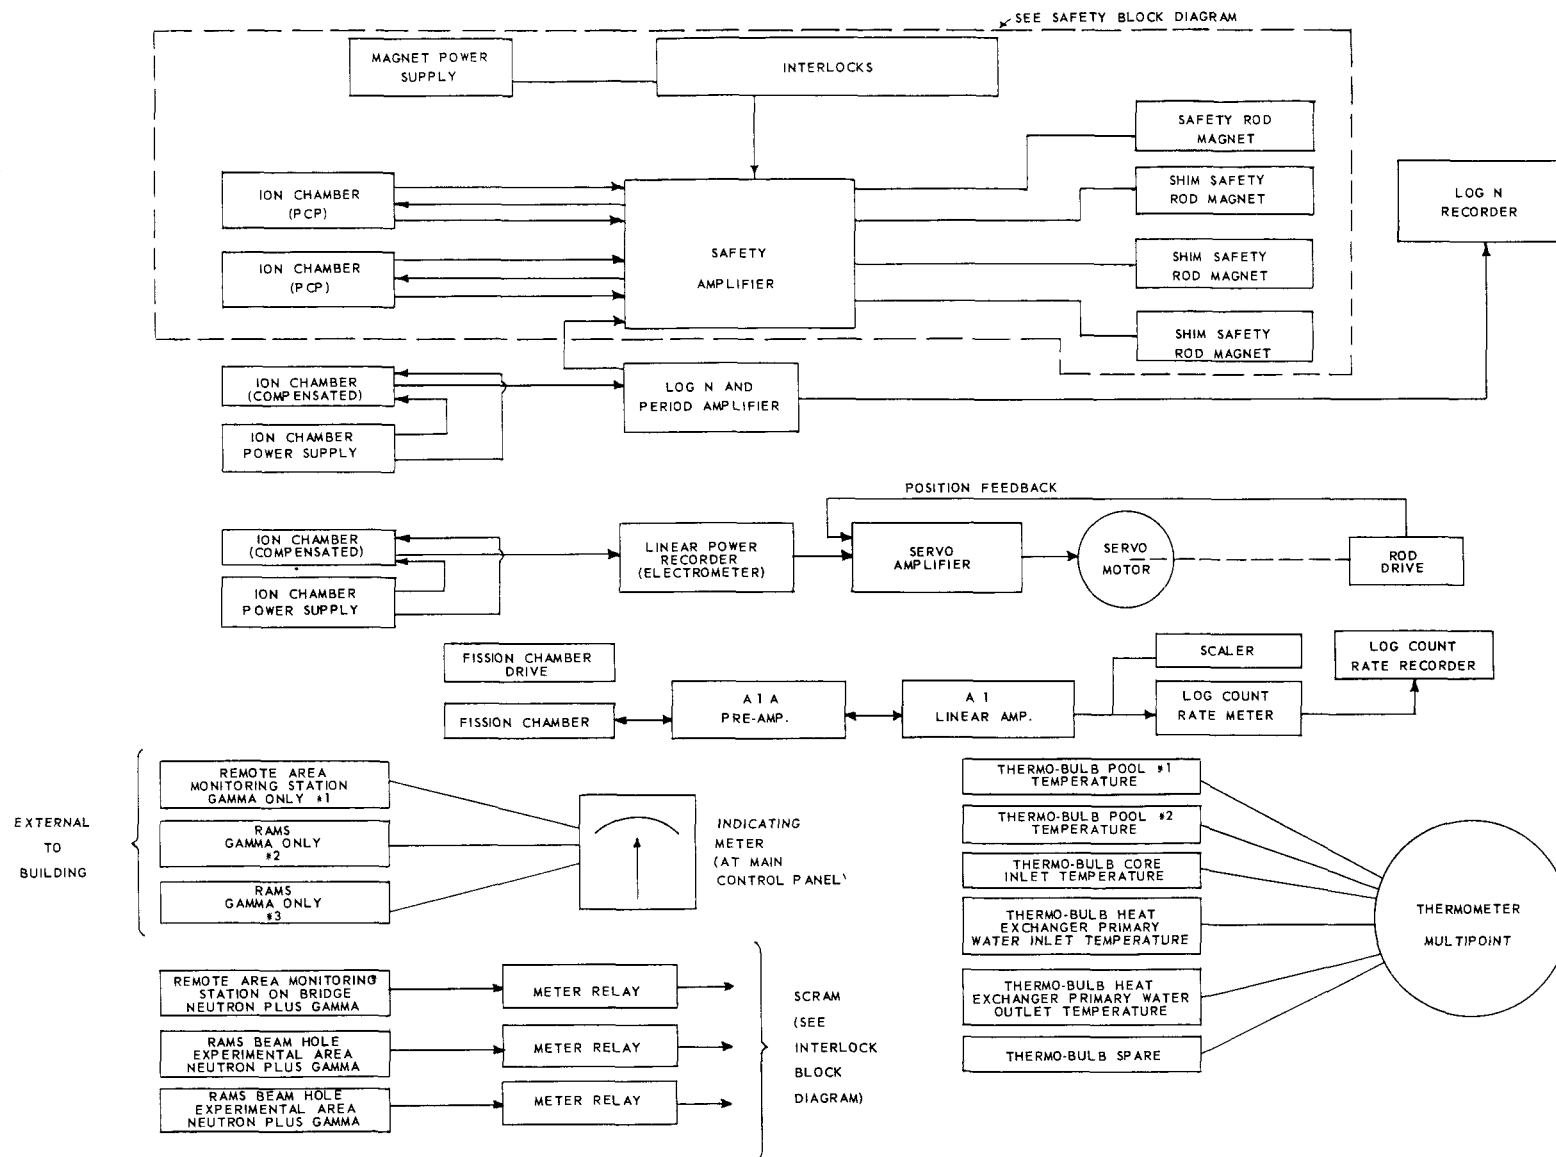 SEE SAFETY BLOCK DIAGRAM
MAGNET POWER
SUPPLY
INTERLOCKS
SAFETY ROD
MAGNET
ION CHAMBER
(PCP)
SHIM SAFETY
ROD MAGNET
LOG N
RECORDER
SAFETY
AMPLIFIER
ION CHAMBER
(PCP)
SHIM SAFETY
ROD MAGNET
SHIM SAFETY
ROD MAGNET
ION CHAMBER
(COMPENSATED)
LOG N AND
PERIOD AMPLIFIER
ION CHAMBER
POWER SUPPLY
POSITION FEEDBACK
ION CHAMBER
(COMPENSATED)
LINEAR POWER
RECORDER
(ELECTROMETER)
SERVO
AMPLIFIER
SERVO
MOTOR
ROD
DRIVE
ION CHAMBER
POWER SUPPLY
FISSION CHAMBER
DRIVE
SCALER
LOG COUNT
RATE RECORDER
FISSION CHAMBER
A 1 A
PRE-AMP.
A 1
LINEAR AMP.
LOG COUNT
RATE METER
EXTERNAL
TO
BUILDING
REMOTE AREA
MONITORING STATION
GAMMA ONLY #1
RAMS
GAMMA ONLY
#2
RAMS
GAMMA ONLY
#3
INDICATING
METER
(AT MAIN
CONTROL PANEL)
THERMO-BULB POOL #1
TEMPERATURE
THERMO-BULB POOL #2
TEMPERATURE
THERMO-BULB CORE
INLET TEMPERATURE
THERMO-BULB HEAT
EXCHANGER PRIMARY
WATER INLET TEMPERATURE
THERMO-BULB HEAT
EXCHANGER PRIMARY WATER
OUTLET TEMPERATURE
THERMO-BULB SPARE
THERMOMETER
MULTIPOINT
REMOTE AREA MONITORING
STATION ON BRIDGE
NEUTRON PLUS GAMMA
METER RELAY
RAMS BEAM HOLE
EXPERIMENTAL AREA
NEUTRON PLUS GAMMA
METER RELAY
RAMS BEAM HOLE
EXPERIMENTAL AREA
NEUTRON PLUS GAMMA
METER RELAY
SCRAM
(SEE
INTERLOCK
BLOCK
DIAGRAM)